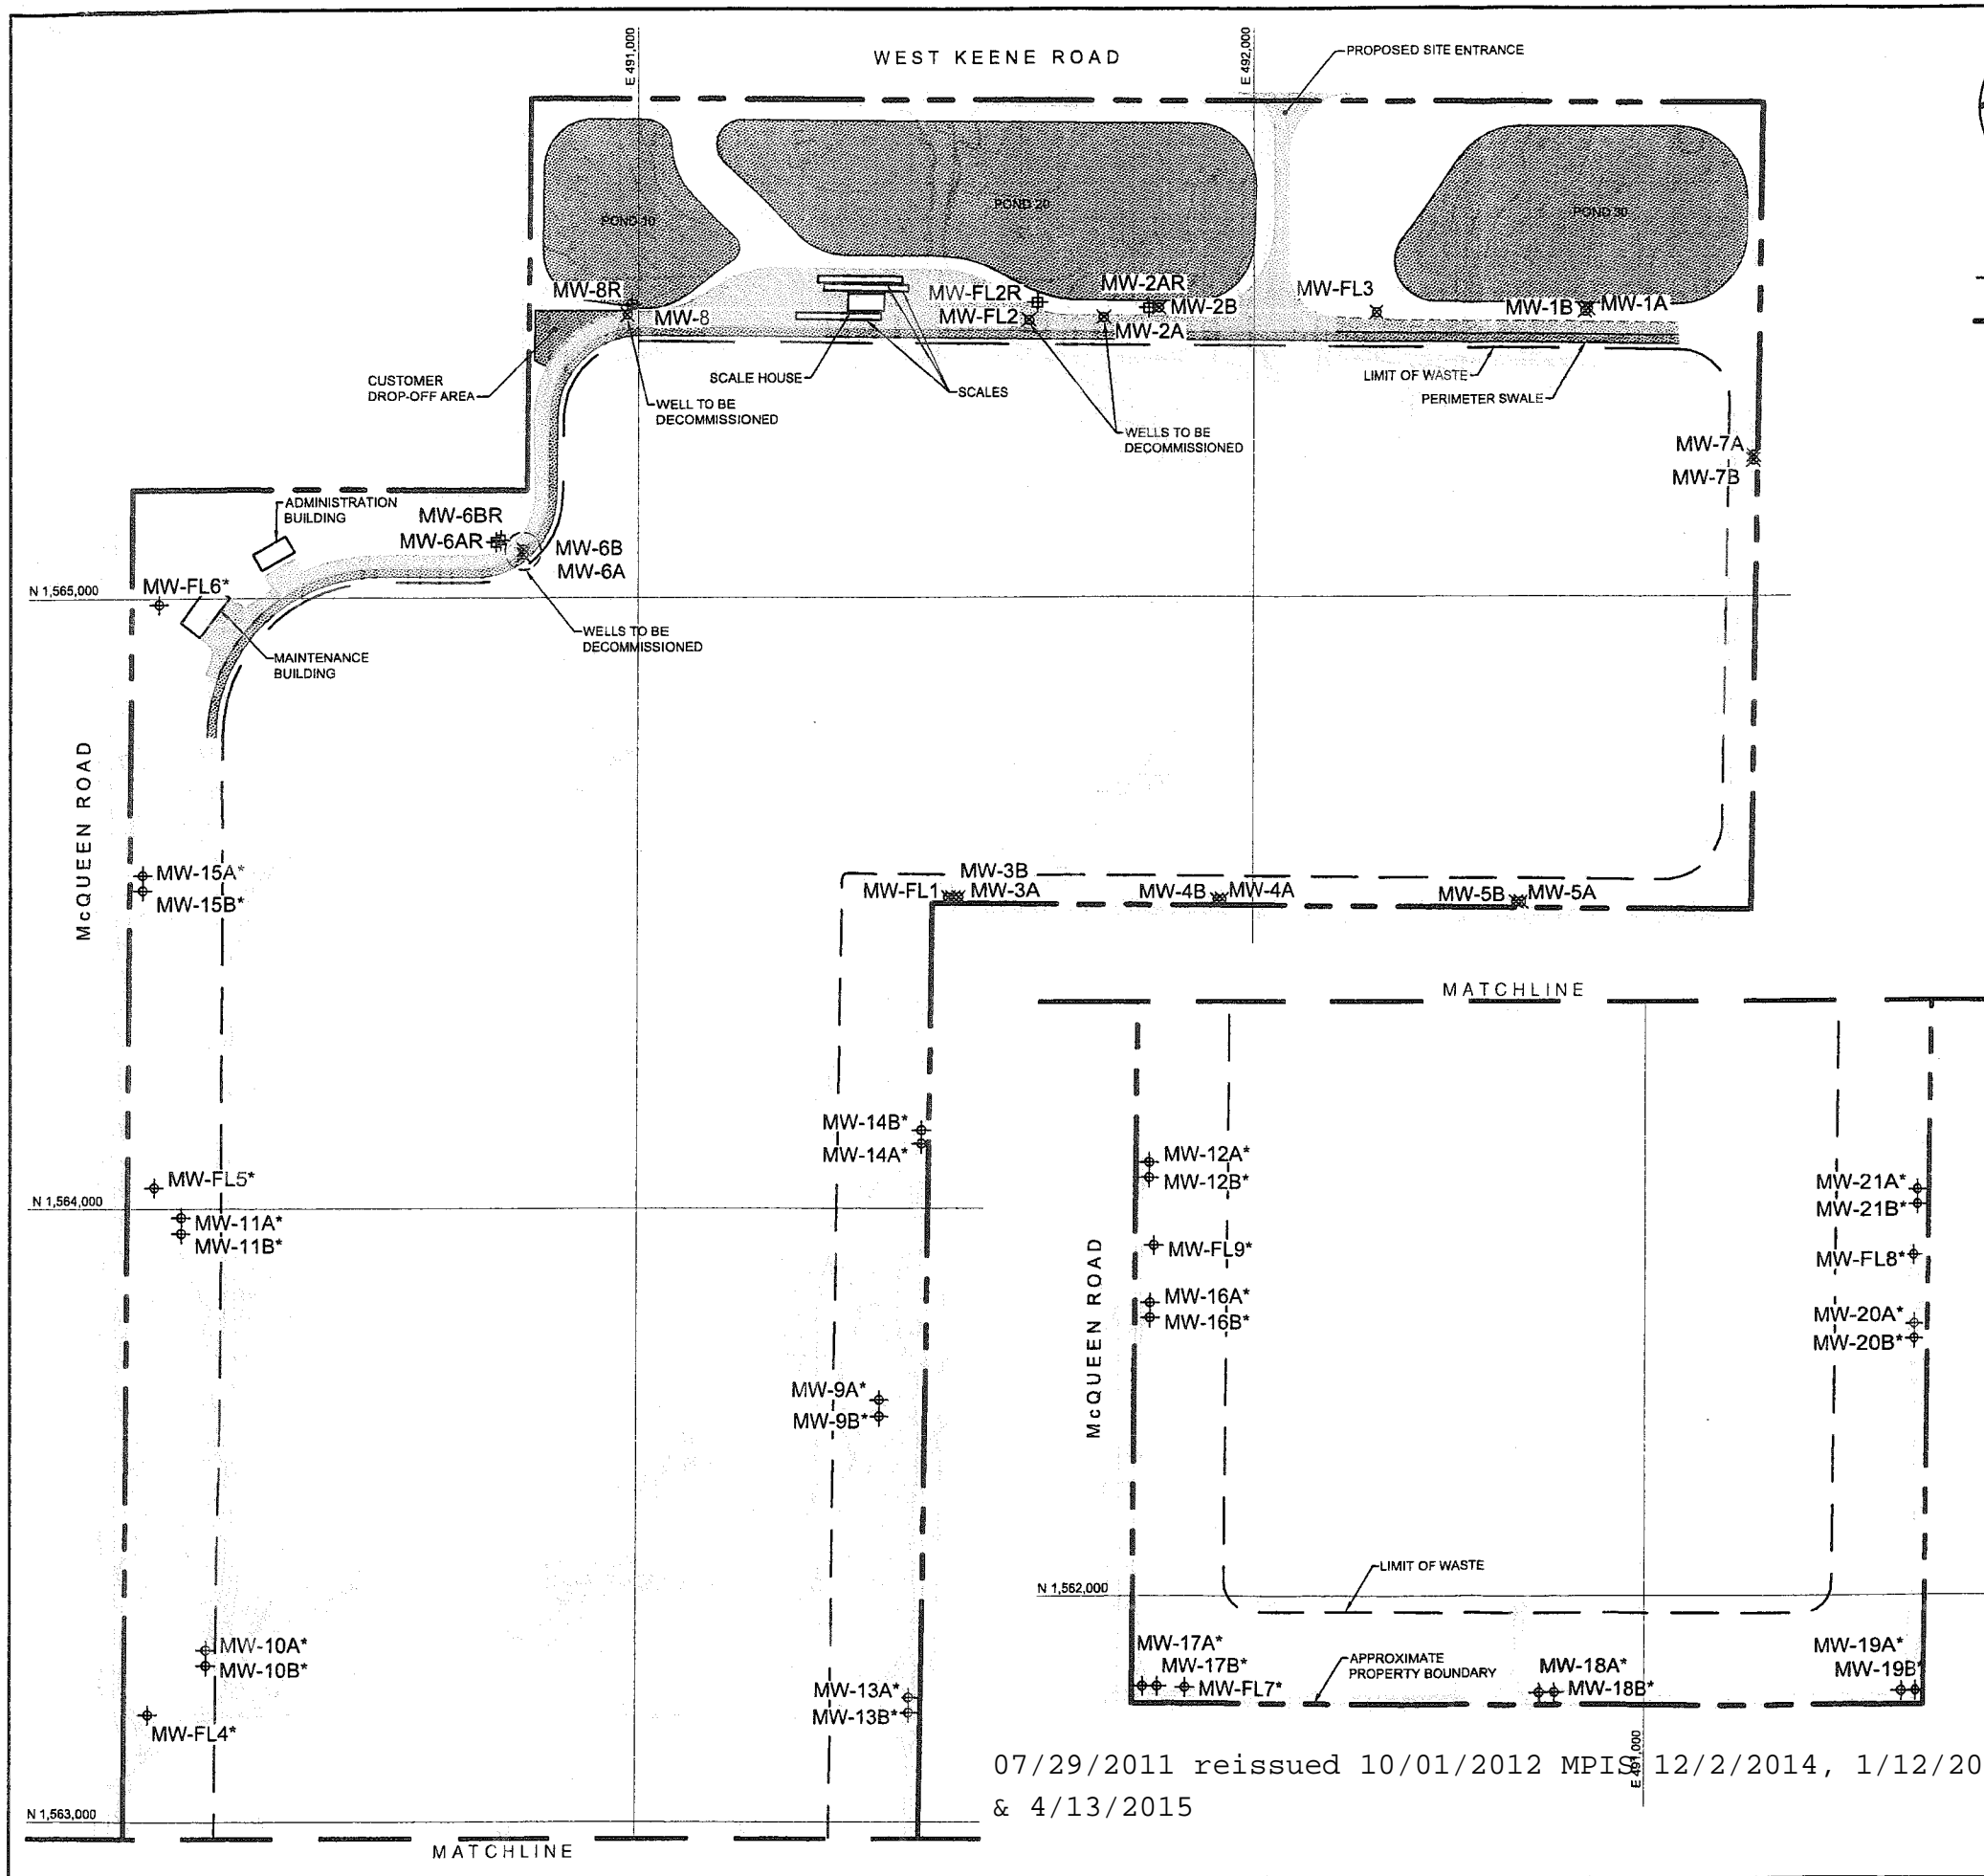 WEST KEENE ROAD
E 491,000
E 492,000
PROPOSED SITE ENTRANCE
POND 10
POND 20
POND 30
MW-8R
MW-8
MW-FL2R
MW-FL2
MW-2AR
MW-2B
MW-2A
MW-FL3
MW-1B
MW-1A
CUSTOMER
DROP-OFF AREA
SCALE HOUSE
SCALES
WELL TO BE
DECOMMISSIONED
WELLS TO BE
DECOMMISSIONED
LIMIT OF WASTE
PERIMETER SWALE
MW-7A
MW-7B
ADMINISTRATION
BUILDING
MW-6BR
MW-6AR
MW-6B
MW-6A
MW-FL6*
N 1,565,000
WELLS TO BE
DECOMMISSIONED
MAINTENANCE
BUILDING
McQUEEN ROAD
MW-15A*
MW-15B*
MW-3B
MW-FL1
MW-3A
MW-4B
MW-4A
MW-5B
MW-5A
MATCHLINE
MW-14B*
MW-14A*
MW-FL5*
N 1,564,000
MW-11A*
MW-11B*
MW-9A*
MW-9B*
MW-10A*
MW-10B*
MW-13A*
MW-13B*
MW-FL4*
N 1,563,000
MATCHLINE
MW-12A*
MW-12B*
MW-21A*
MW-21B*
McQUEEN ROAD
MW-FL9*
MW-FL8*
MW-16A*
MW-16B*
MW-20A*
MW-20B*
LIMIT OF WASTE
N 1,562,000
MW-17A*
MW-17B*
MW-FL7*
APPROXIMATE
PROPERTY BOUNDARY
MW-18A*
MW-18B*
MW-19A*
MW-19B*
E 491,000
07/29/2011 reissued 10/01/2012 MPIS 12/2/2014, 1/12/20
& 4/13/2015